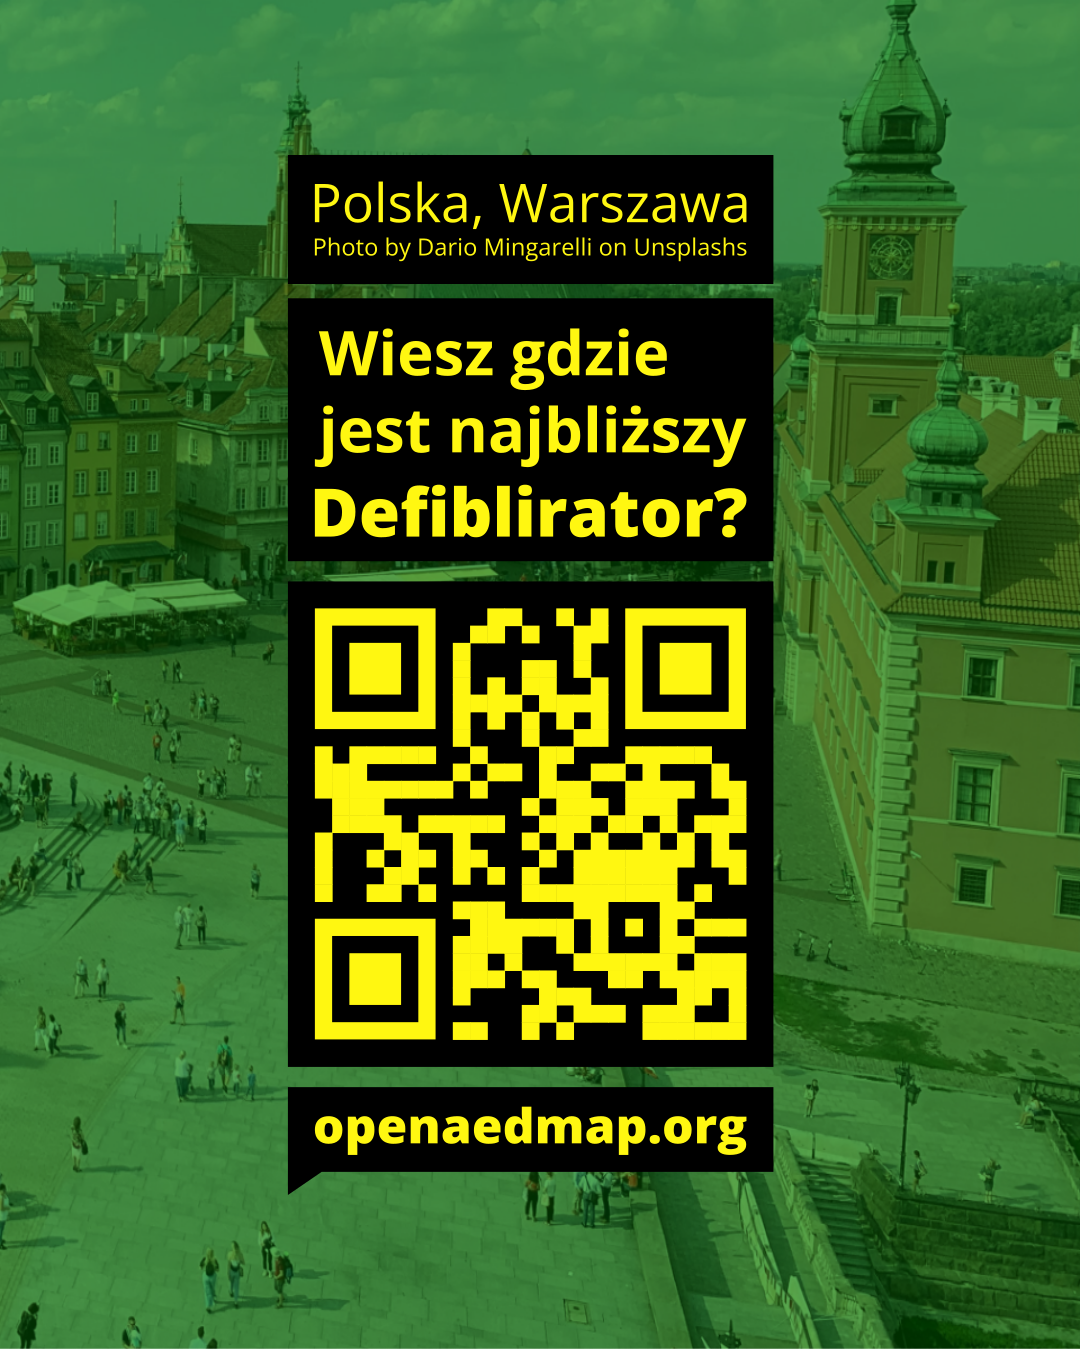 Polska, Warszawa
Photo by Dario Mingarelli on Unsplashs
Wiesz gdzie
jest najbliższy
Defiblirator?
openaedmap.org